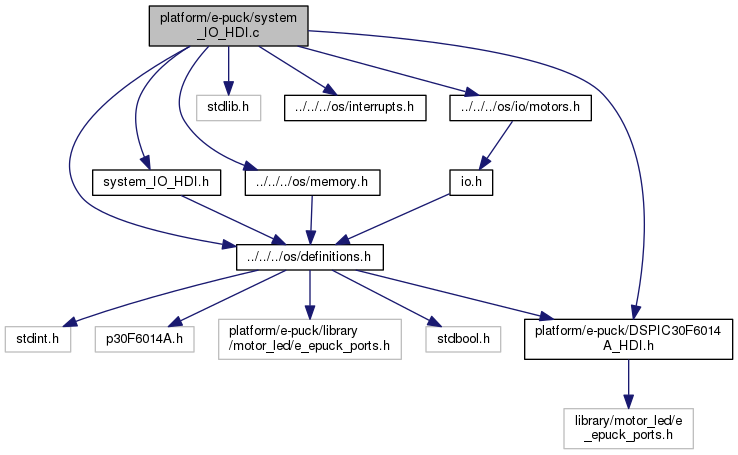 platform/e-puck/system
_IO_HDI.c
stdlib.h
../../../os/interrupts.h
../../../os/io/motors.h
system_IO_HDI.h
../../../os/memory.h
io.h
../../../os/definitions.h
stdint.h
p30F6014A.h
platform/e-puck/library
/motor_led/e_epuck_ports.h
stdbool.h
platform/e-puck/DSPIC30F6014
A_HDI.h
library/motor_led/e
_epuck_ports.h